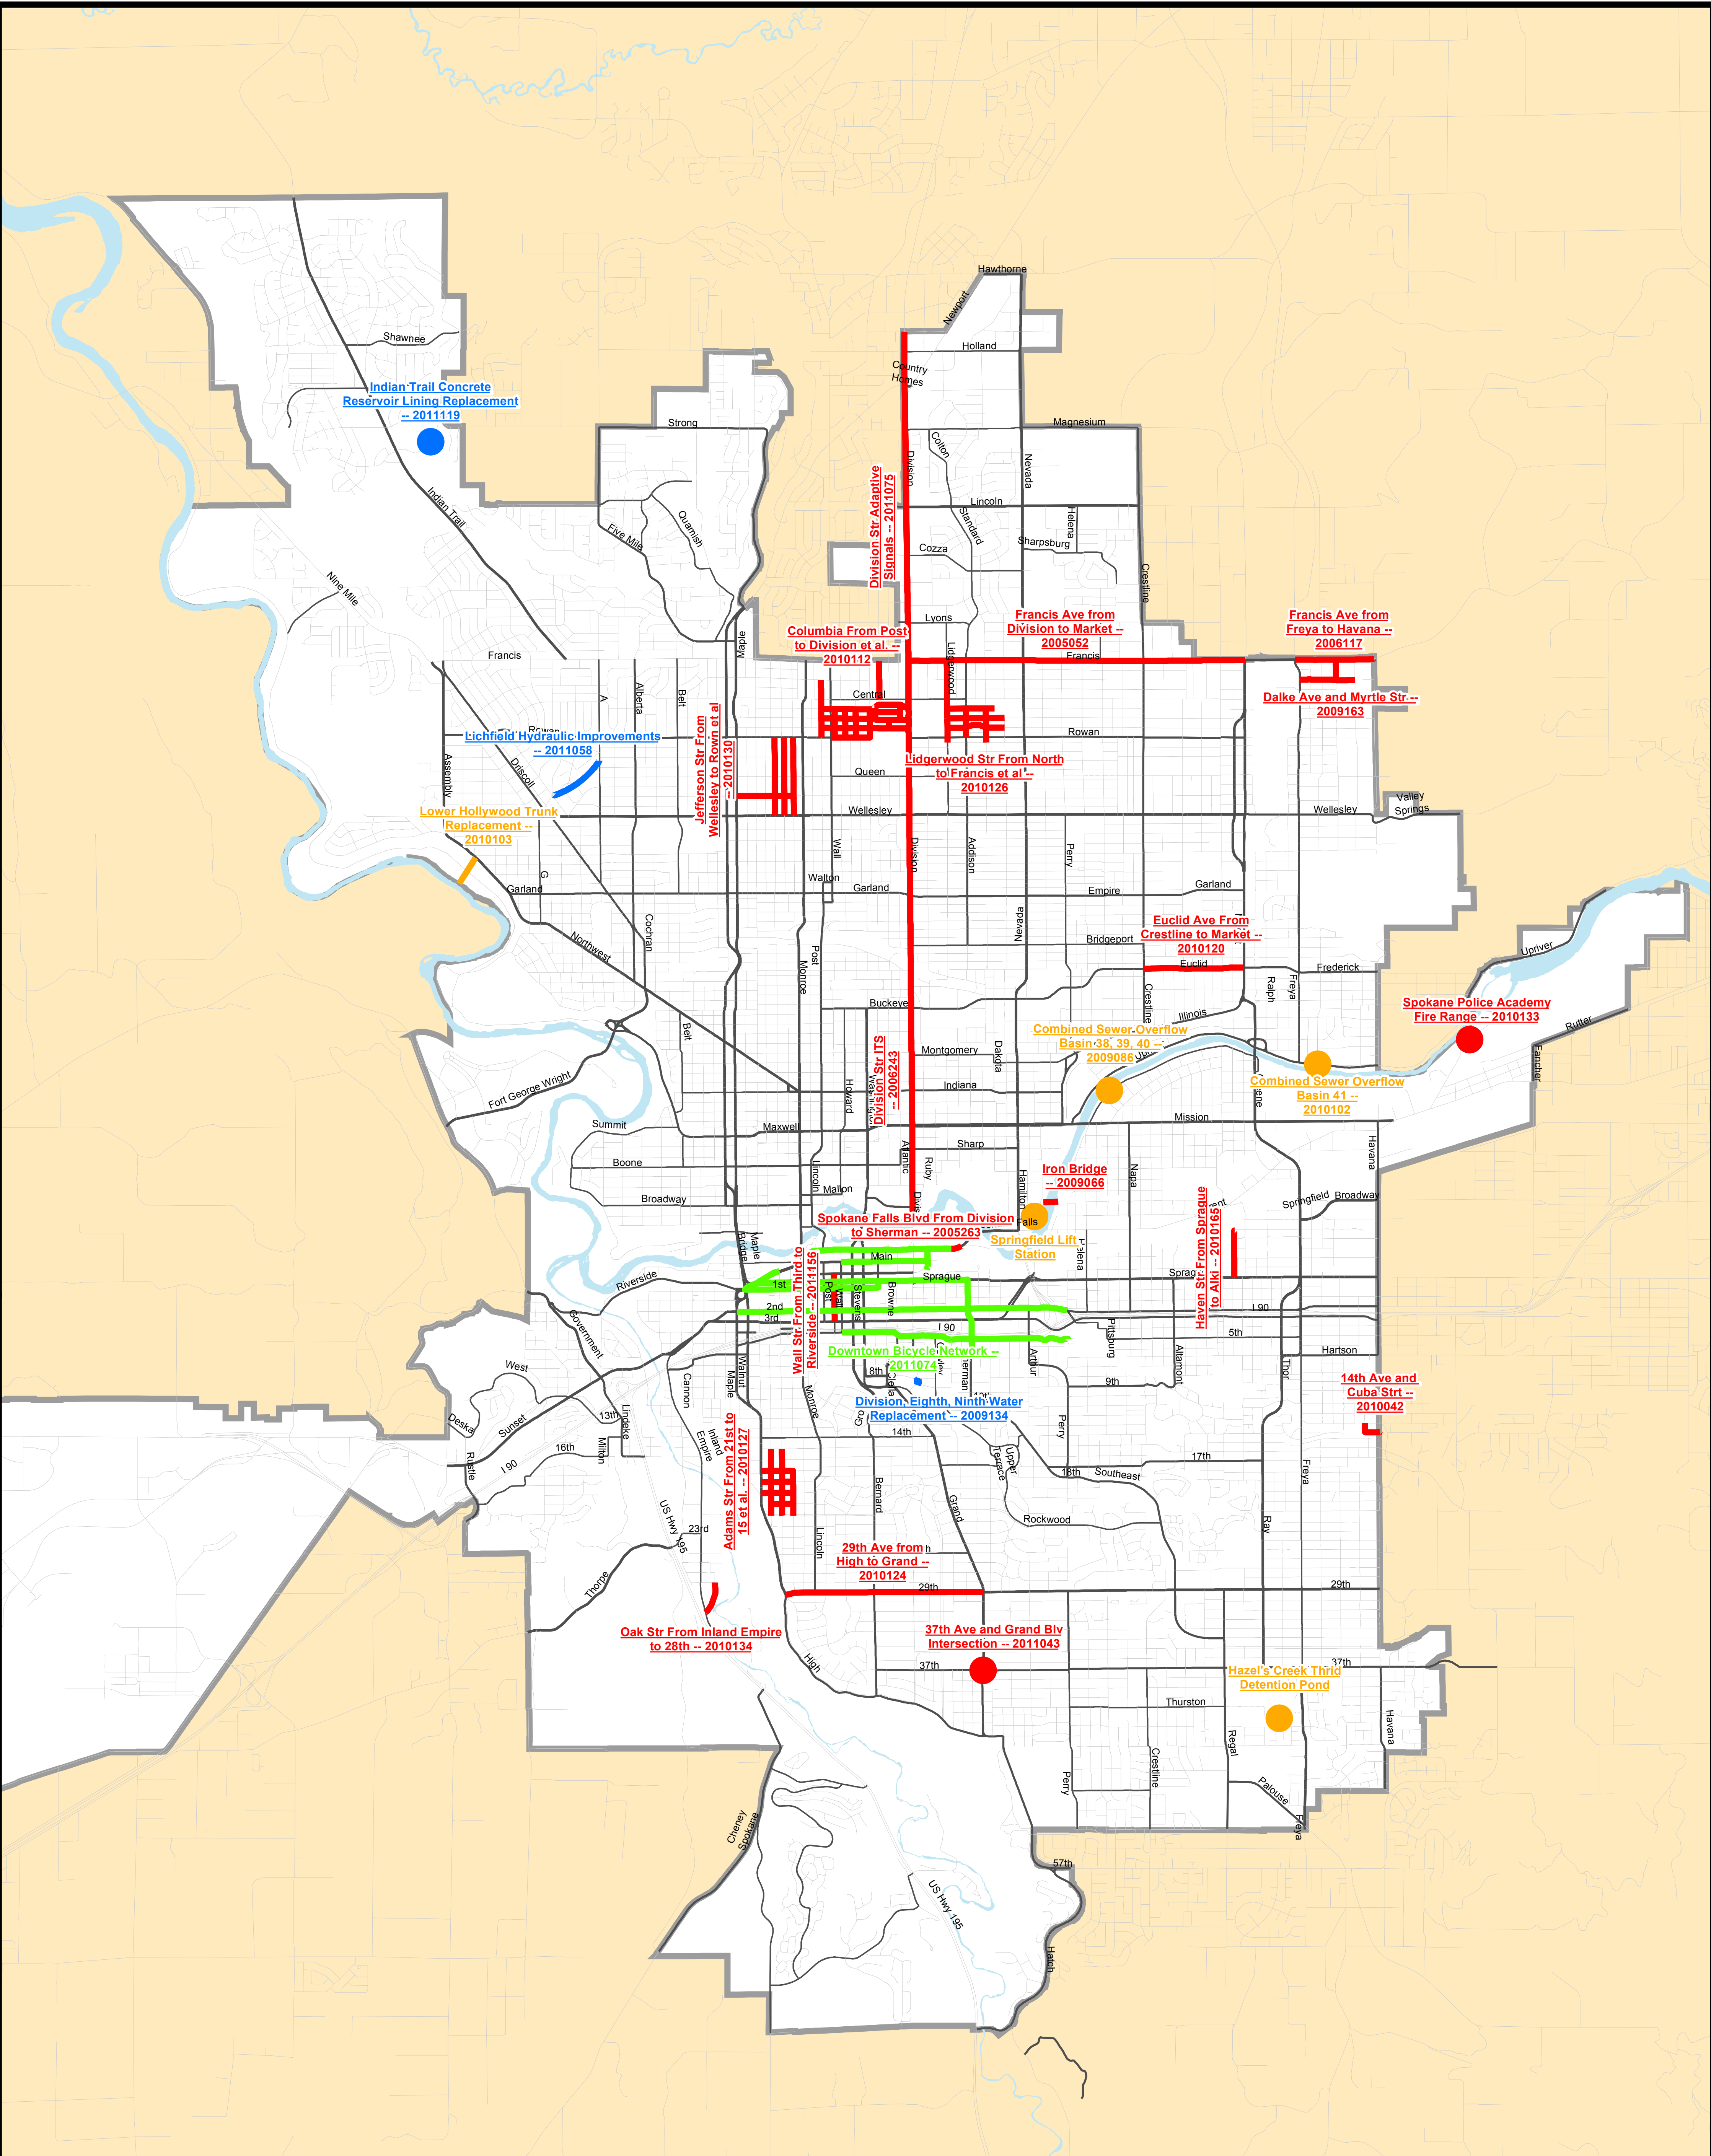 Hawthorne
Newport
Shawnee
Holland
Country
Homes
Indian Trail Concrete
Reservoir Lining Replacement
-- 2011119
Strong
Magnesium
Colton
Division
Nevada
Division Str Adaptive
Signals -- 2011075
Indian Trail
Quamish
Five Mile
Lincoln
Standard
Helena
Sharpsburg
Cozza
Crestline
Nine Mile
Lyons
Lidgerwood
Maple
Columbia From Post
to Division et al. --
2010112
Francis Ave from
Division to Market --
2005052
Francis Ave from
Freya to Havana --
2006117
Francis
Francis
Central
Dalke Ave and Myrtle Str --
2009163
A
Alberta
Belt
Rowan
Lichfield Hydraulic Improvements
-- 2011058
Jefferson Str From
Wellesley to Rown et al
-- 2010130
Rowan
Lidgerwood Str From North
to Francis et al --
2010126
Assembly
Driscoll
Queen
Lower Hollywood Trunk
Replacement --
2010103
Wellesley
Wellesley
Valley
Springs
Wall
Division
Addison
Perry
G
Walton
Garland
Garland
Empire
Garland
Cochran
Northwest
Post
Monroe
Nevada
Euclid Ave From
Crestline to Market --
2010120
Bridgeport
Euclid
Frederick
Upriver
Ralph
Freya
Crestline
Buckeye
Illinois
Spokane Police Academy
Fire Range -- 2010133
Rutter
Fancher
Belt
Combined Sewer Overflow
Basin 38, 39, 40 --
2009086
Montgomery
Dakota
Division Str ITS
-- 2006243
Howard
Indiana
Combined Sewer Overflow
Basin 41 --
2010102
Fort George Wright
Mission
Summit
Maxwell
Sharp
Atlantic
Ruby
Boone
Lincoln
Hamilton
Iron Bridge
-- 2009066
Napa
Havana
Broadway
Mallon
Springfield
Broadway
Spokane Falls Blvd From Division
to Sherman -- 2005263
Falls
Springfield Lift
Station
Haven Str From Sprague
to Alki -- 2010165
Maple
Bridge
Main
Riverside
1st
Sprague
Wall Str From Third to
Riverside -- 2011156
Post
Stevens
Browne
2nd
3rd
I 90
I 90
Pittsburg
5th
Government
Downtown Bicycle Network --
2011074
Arthur
Altamont
Hartson
Thor
West
Walnut
Maple
Cannon
8th
9th
14th Ave and
Cuba Strt --
2010042
Division, Eighth, Ninth Water
Replacement -- 2009134
Monroe
Deska
Sunset
13th
Lindeke
Milton
16th
I 90
Rustle
Inland
Empire
Adams Str From 21st to
15 et al. -- 2010127
14th
Perry
Upper
Terrace
18th
Southeast
17th
Freya
Bernard
Grand
US Hwy 195
23rd
Rockwood
Ray
Lincoln
Thorpe
29th Ave from
High to Grand --
2010124
29th
29th
Oak Str From Inland Empire
to 28th -- 2010134
37th Ave and Grand Blv
Intersection -- 2011043
High
37th
37th
Hazel's Creek Thrid
Detention Pond
Thurston
Regal
Havana
Perry
Crestline
Palouse
Freya
Cheney
Spokane
57th
US Hwy 195
Hatch